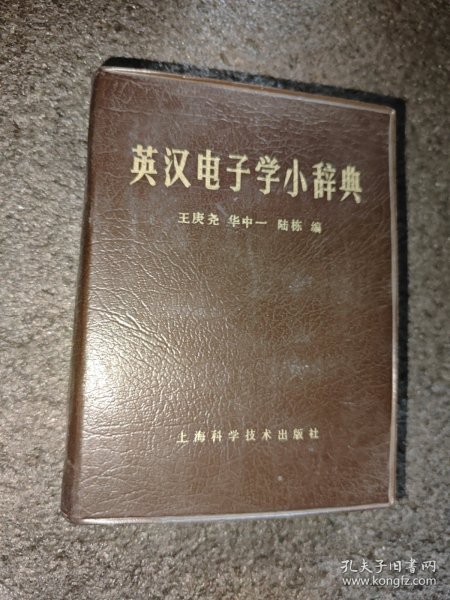 英汉电子学小辞典
王庚尧 华中一 陆栋 编
上海科学技术出版社
孔夫子旧书网
www.kongfz.com